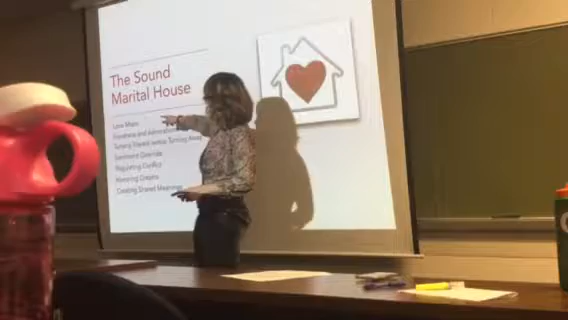 The Sound
Marital House
Love Maps
Fondness and Admiration
Turning Toward versus Turning Away
Sentiment Override
Regulating Conflict
Honoring Dreams
Creating Shared Meanings